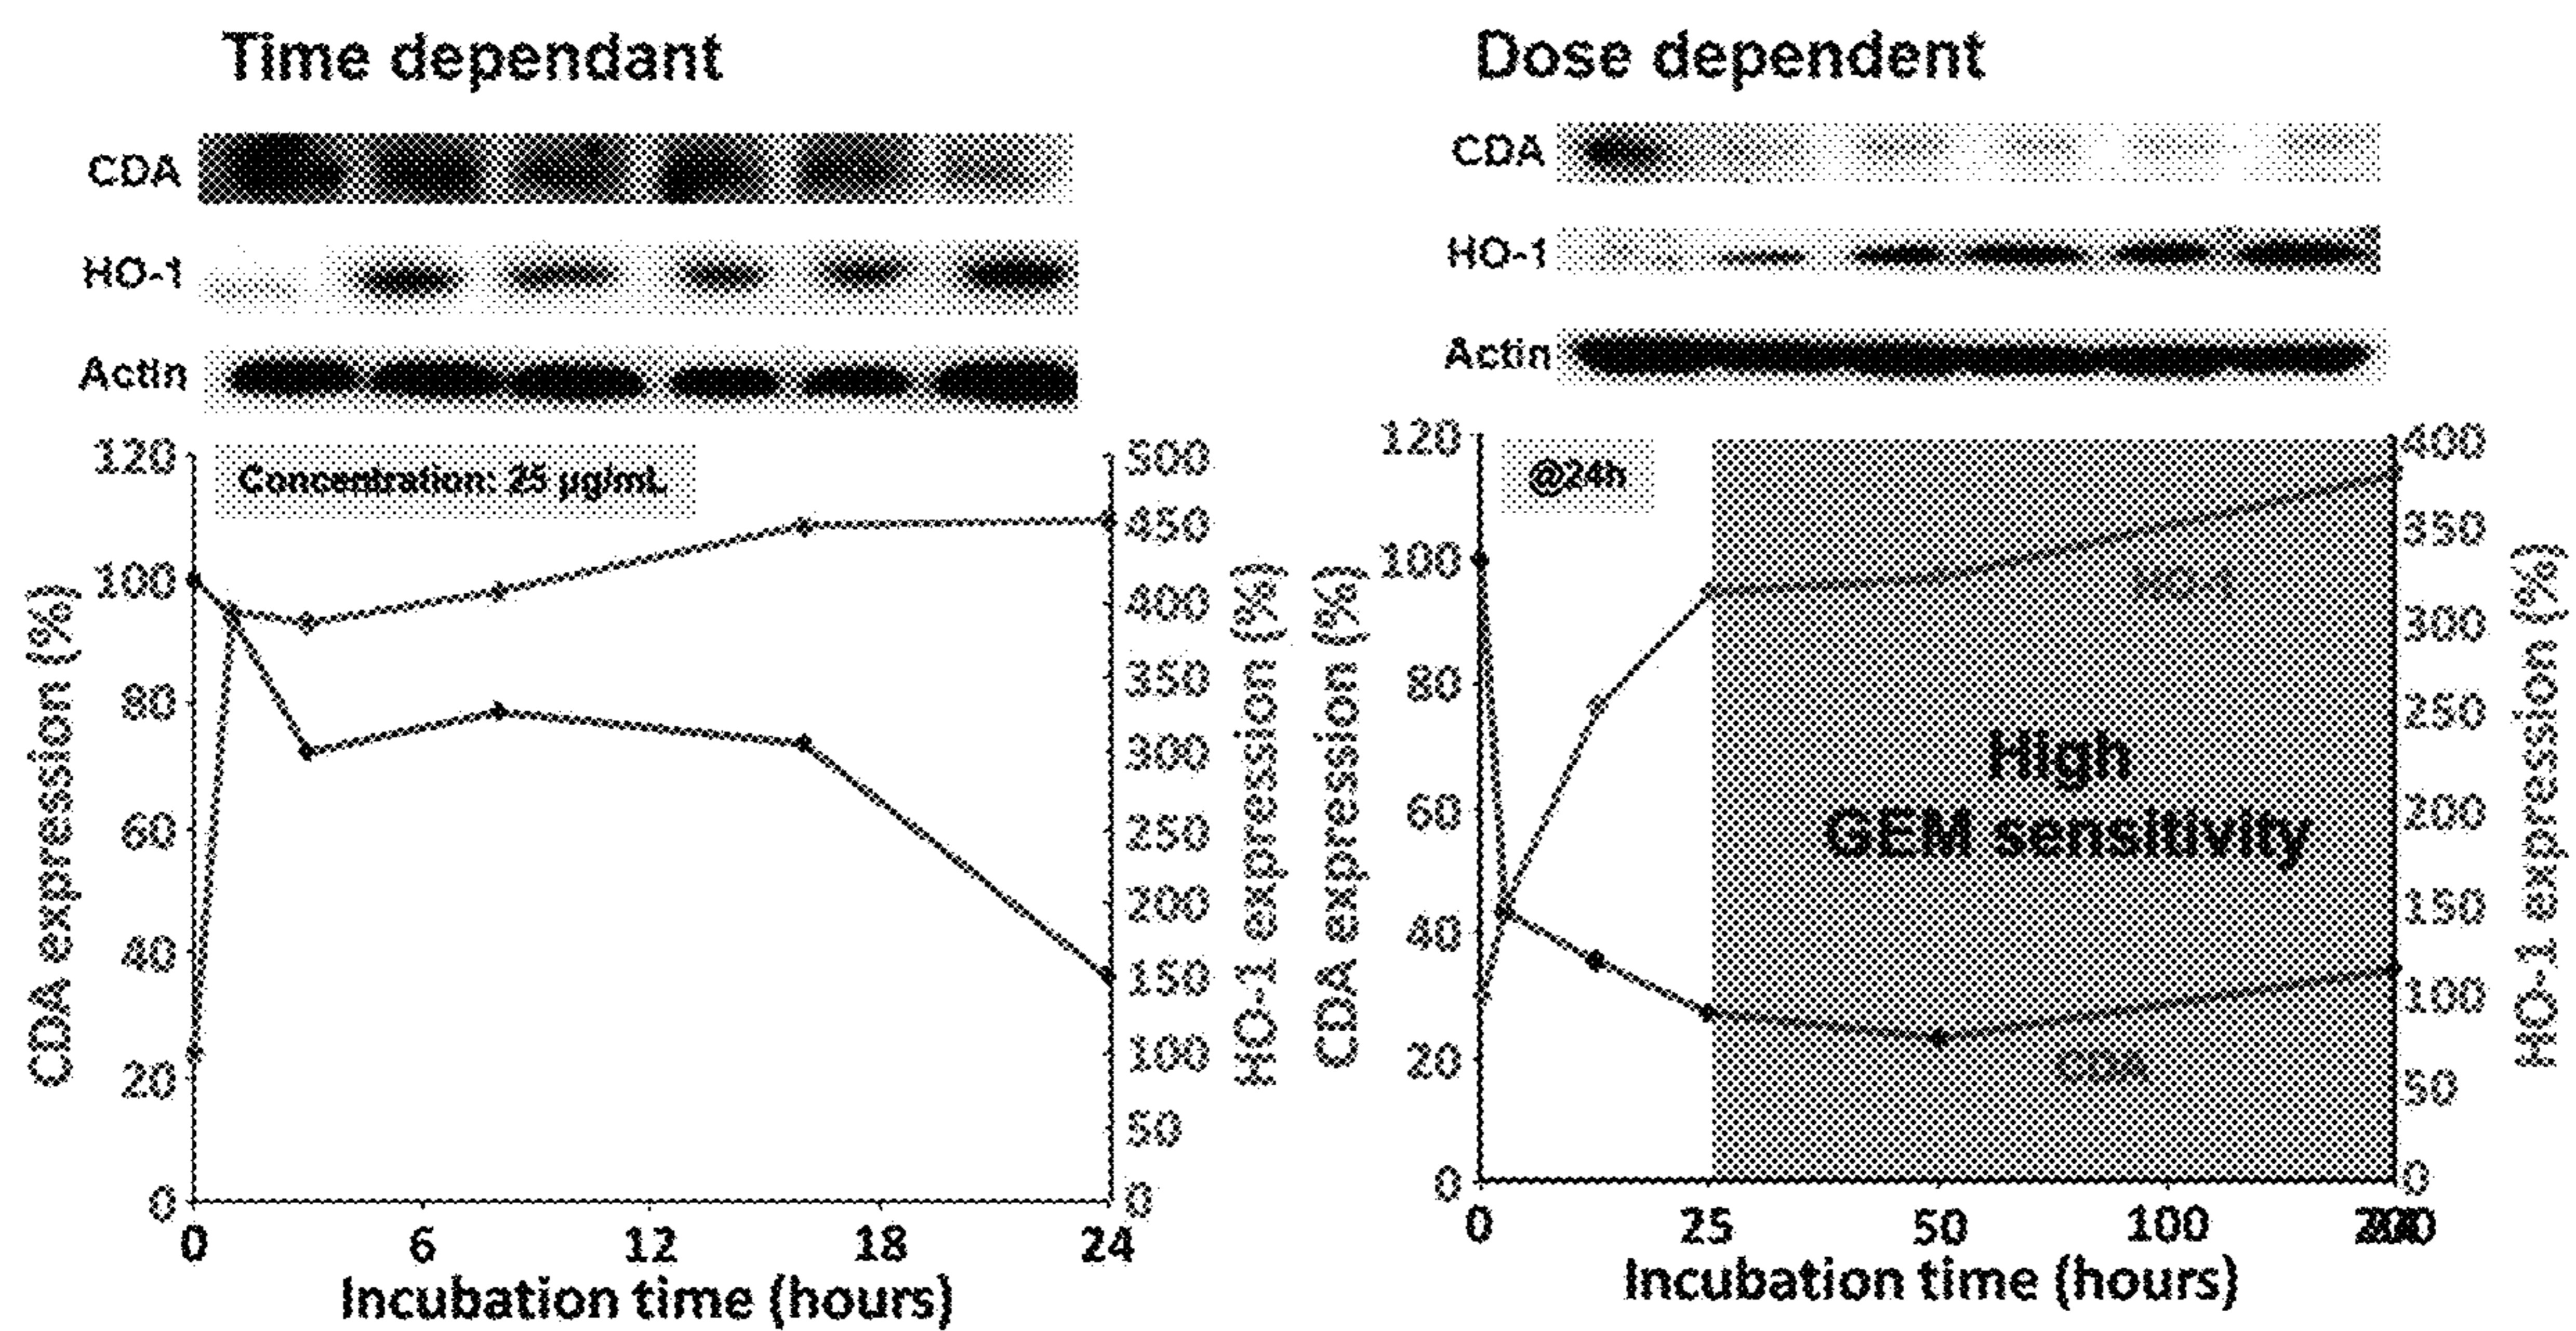 Time dependant
CDA
HO-1
Actin
120
100
80
60
40
20
0
CDA expression (%)
Concentration: 25 µg/mL
500
450
400
350
300
250
200
150
100
50
0
HO-1 expression (%)
0 6 12 18 24
Incubation time (hours)
Dose dependent
CDA
HO-1
Actin
120
100
80
60
40
20
0
CDA expression (%)
@24h
HO-1
High
GEM sensitivity
CDA
400
350
300
250
200
150
100
50
0
HO-1 expression (%)
0 25 50 100
Incubation time (hours)